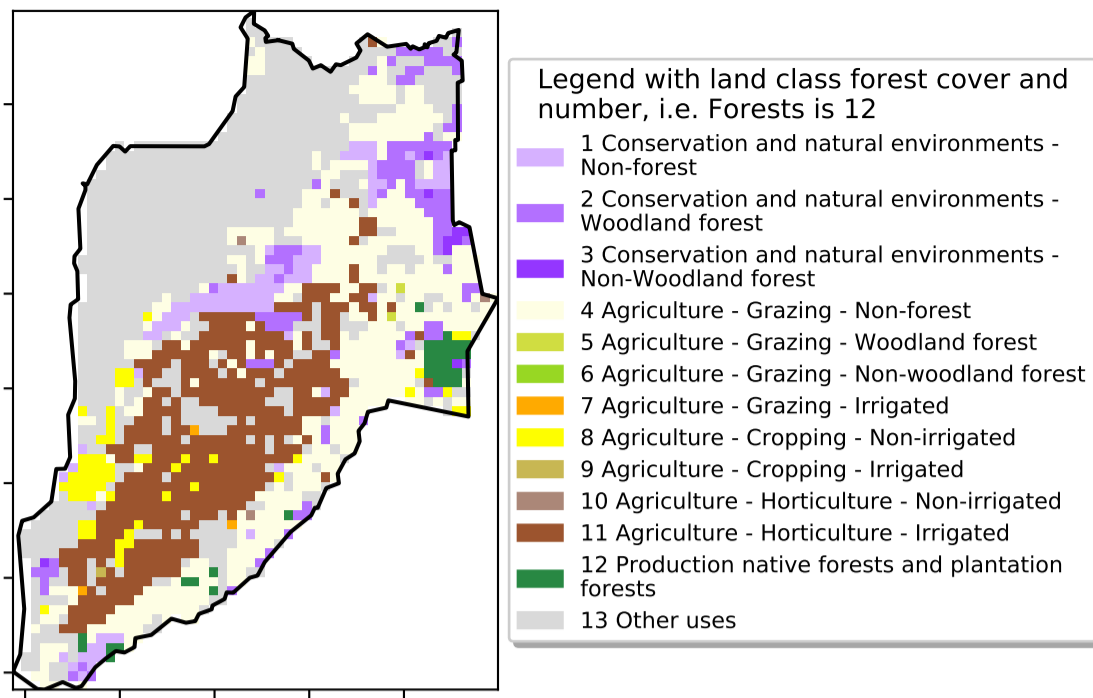 Legend with land class forest cover and
number, i.e. Forests is 12
1 Conservation and natural environments -
Non-forest
2 Conservation and natural environments -
Woodland forest
3 Conservation and natural environments -
Non-Woodland forest
4 Agriculture - Grazing - Non-forest
5 Agriculture - Grazing - Woodland forest
6 Agriculture - Grazing - Non-woodland forest
7 Agriculture - Grazing - Irrigated
8 Agriculture - Cropping - Non-irrigated
9 Agriculture - Cropping - Irrigated
10 Agriculture - Horticulture - Non-irrigated
11 Agriculture - Horticulture - Irrigated
12 Production native forests and plantation
forests
13 Other uses